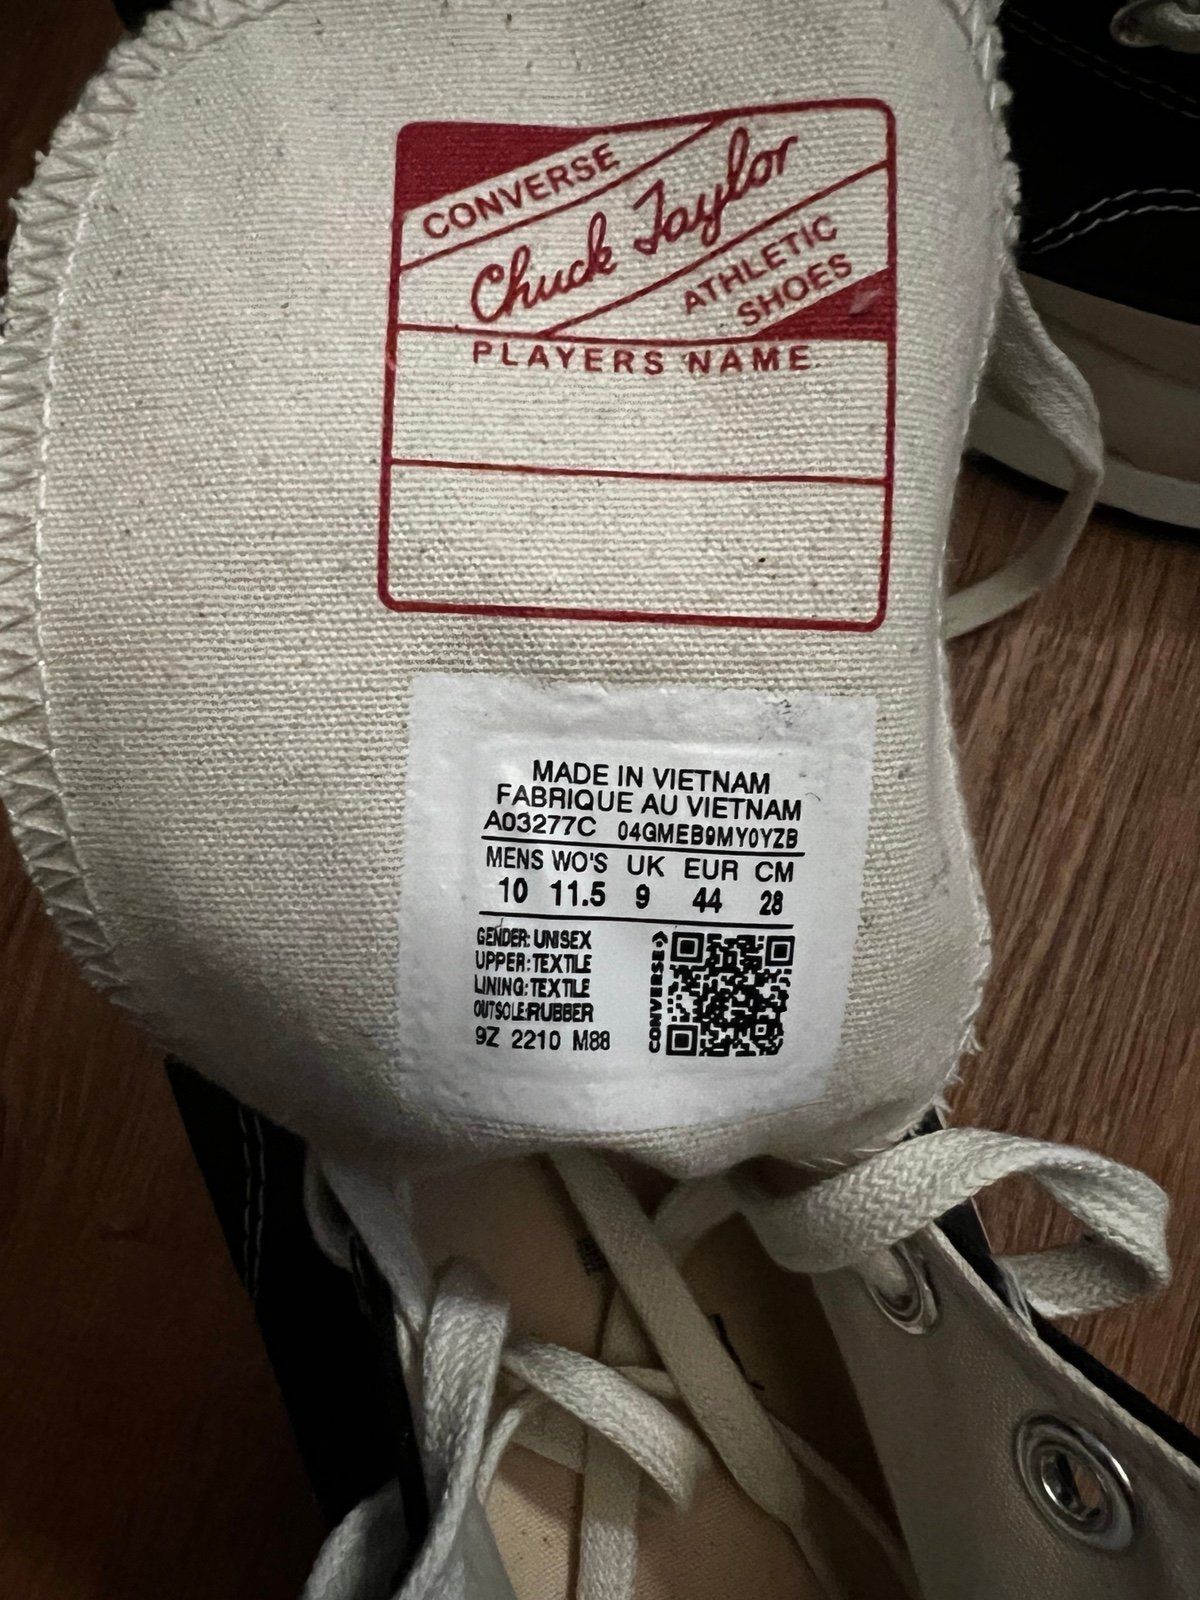 CONVERSE
Chuck Taylor
ATHLETIC
SHOES
PLAYERS NAME
MADE IN VIETNAM
FABRIQUE AU VIETNAM
A03277C 04GMEB9MY0YZB
MENS WO'S UK EUR CM
10 11.5 9 44 28
GENDER: UNISEX
UPPER: TEXTILE
LINING: TEXTILE
OUTSOLE: RUBBER
9Z 2210 M88
CONVERSE